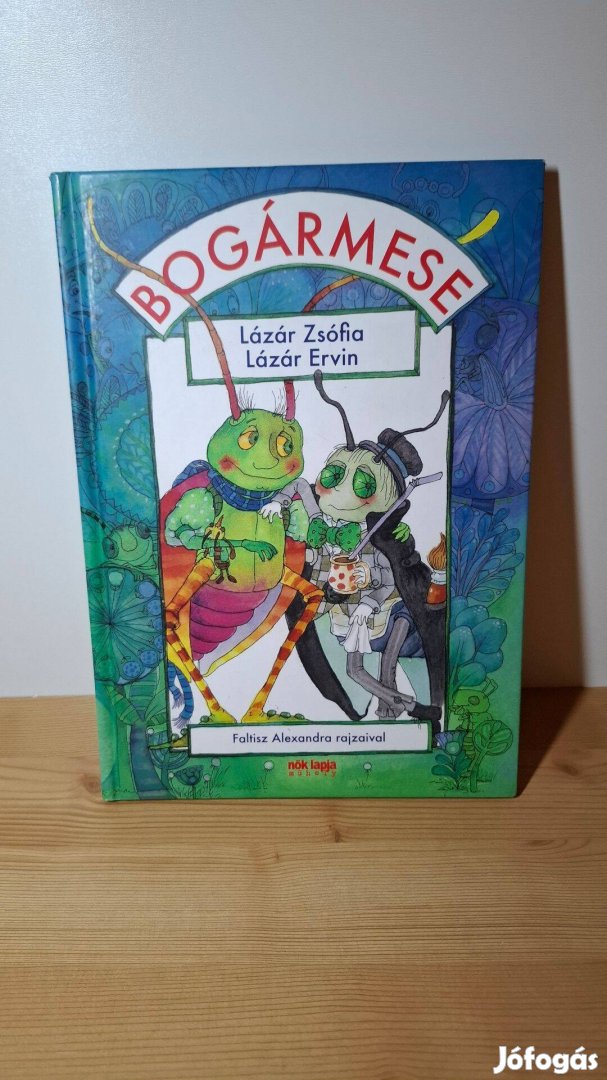 BOGÁRMESE
Lázár Zsófia
Lázár Ervin
Faltisz Alexandra rajzaival
nők lapja
műhely
Jófogás